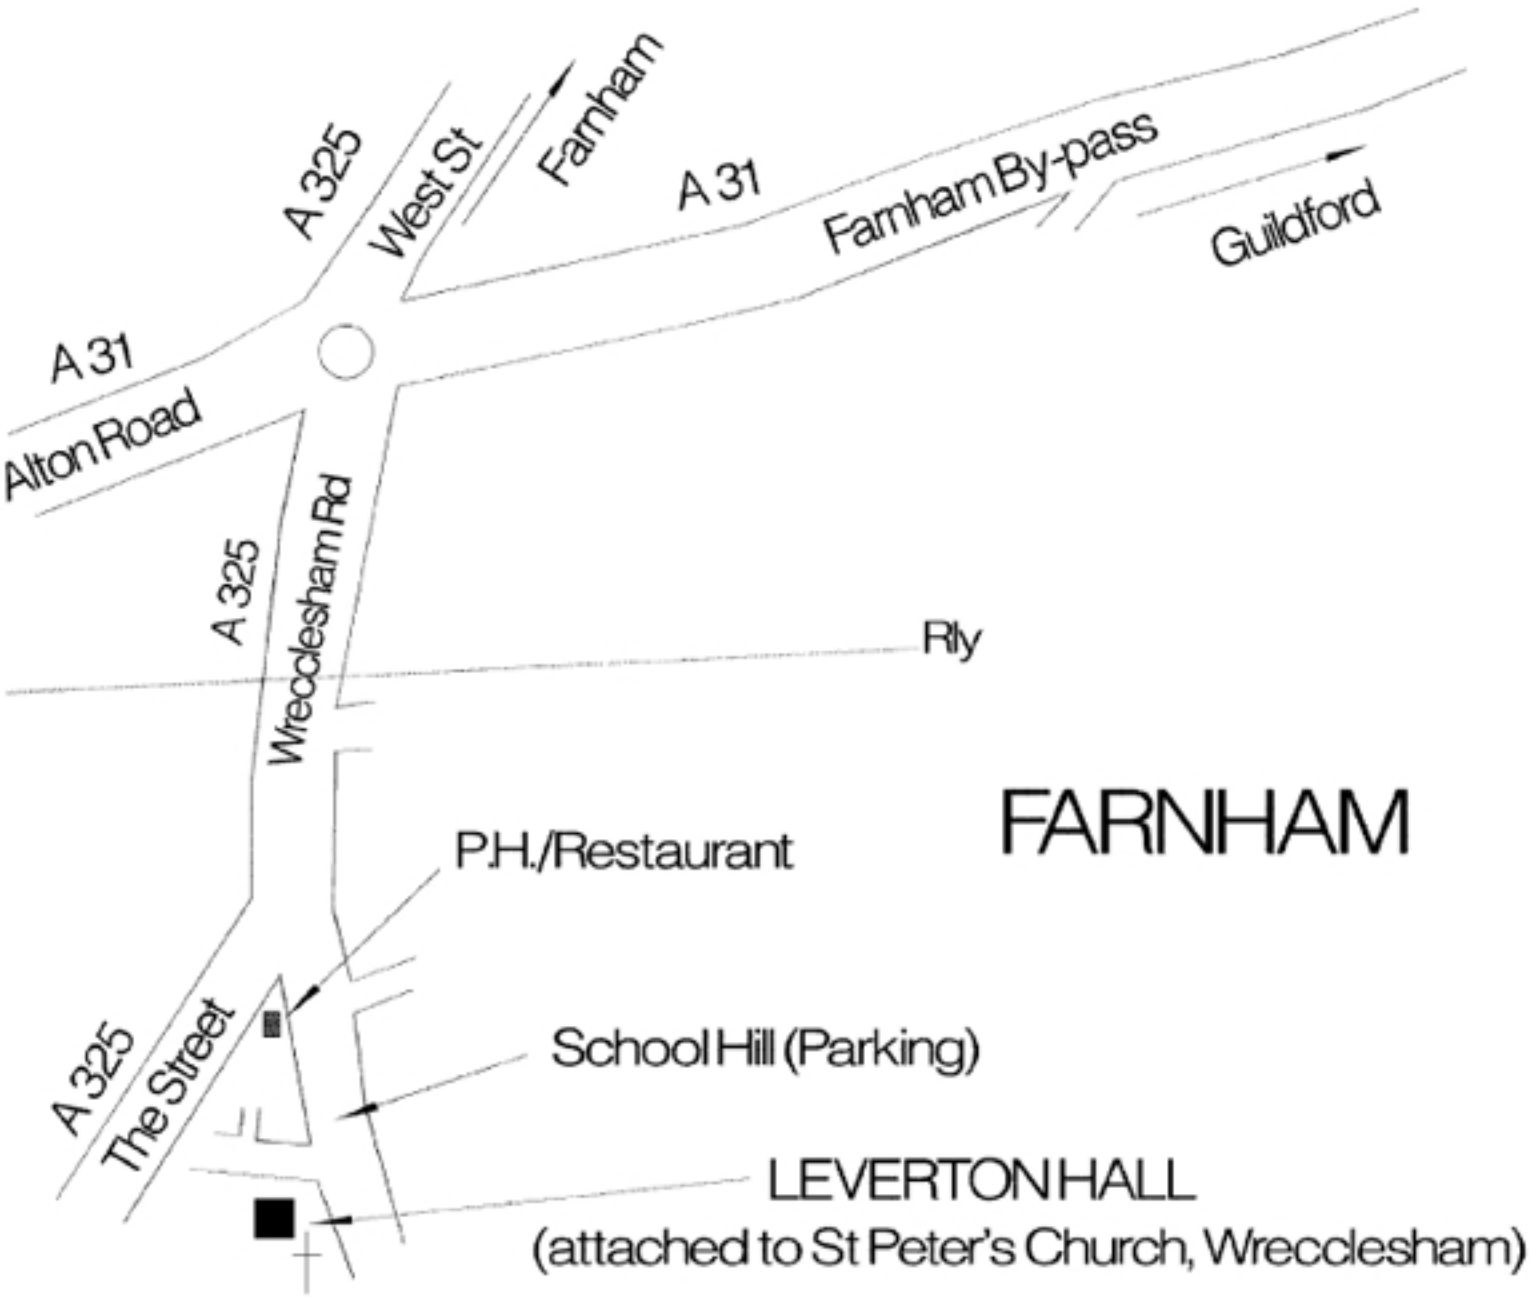 Farnham
A 325
West St
A 31
Farnham By-pass
Guildford
A 31
Alton Road
Wrecclesham Rd
A 325
Rly
FARNHAM
P.H./Restaurant
A 325
The Street
School Hill (Parking)
LEVERTON HALL
(attached to St Peter's Church, Wrecclesham)